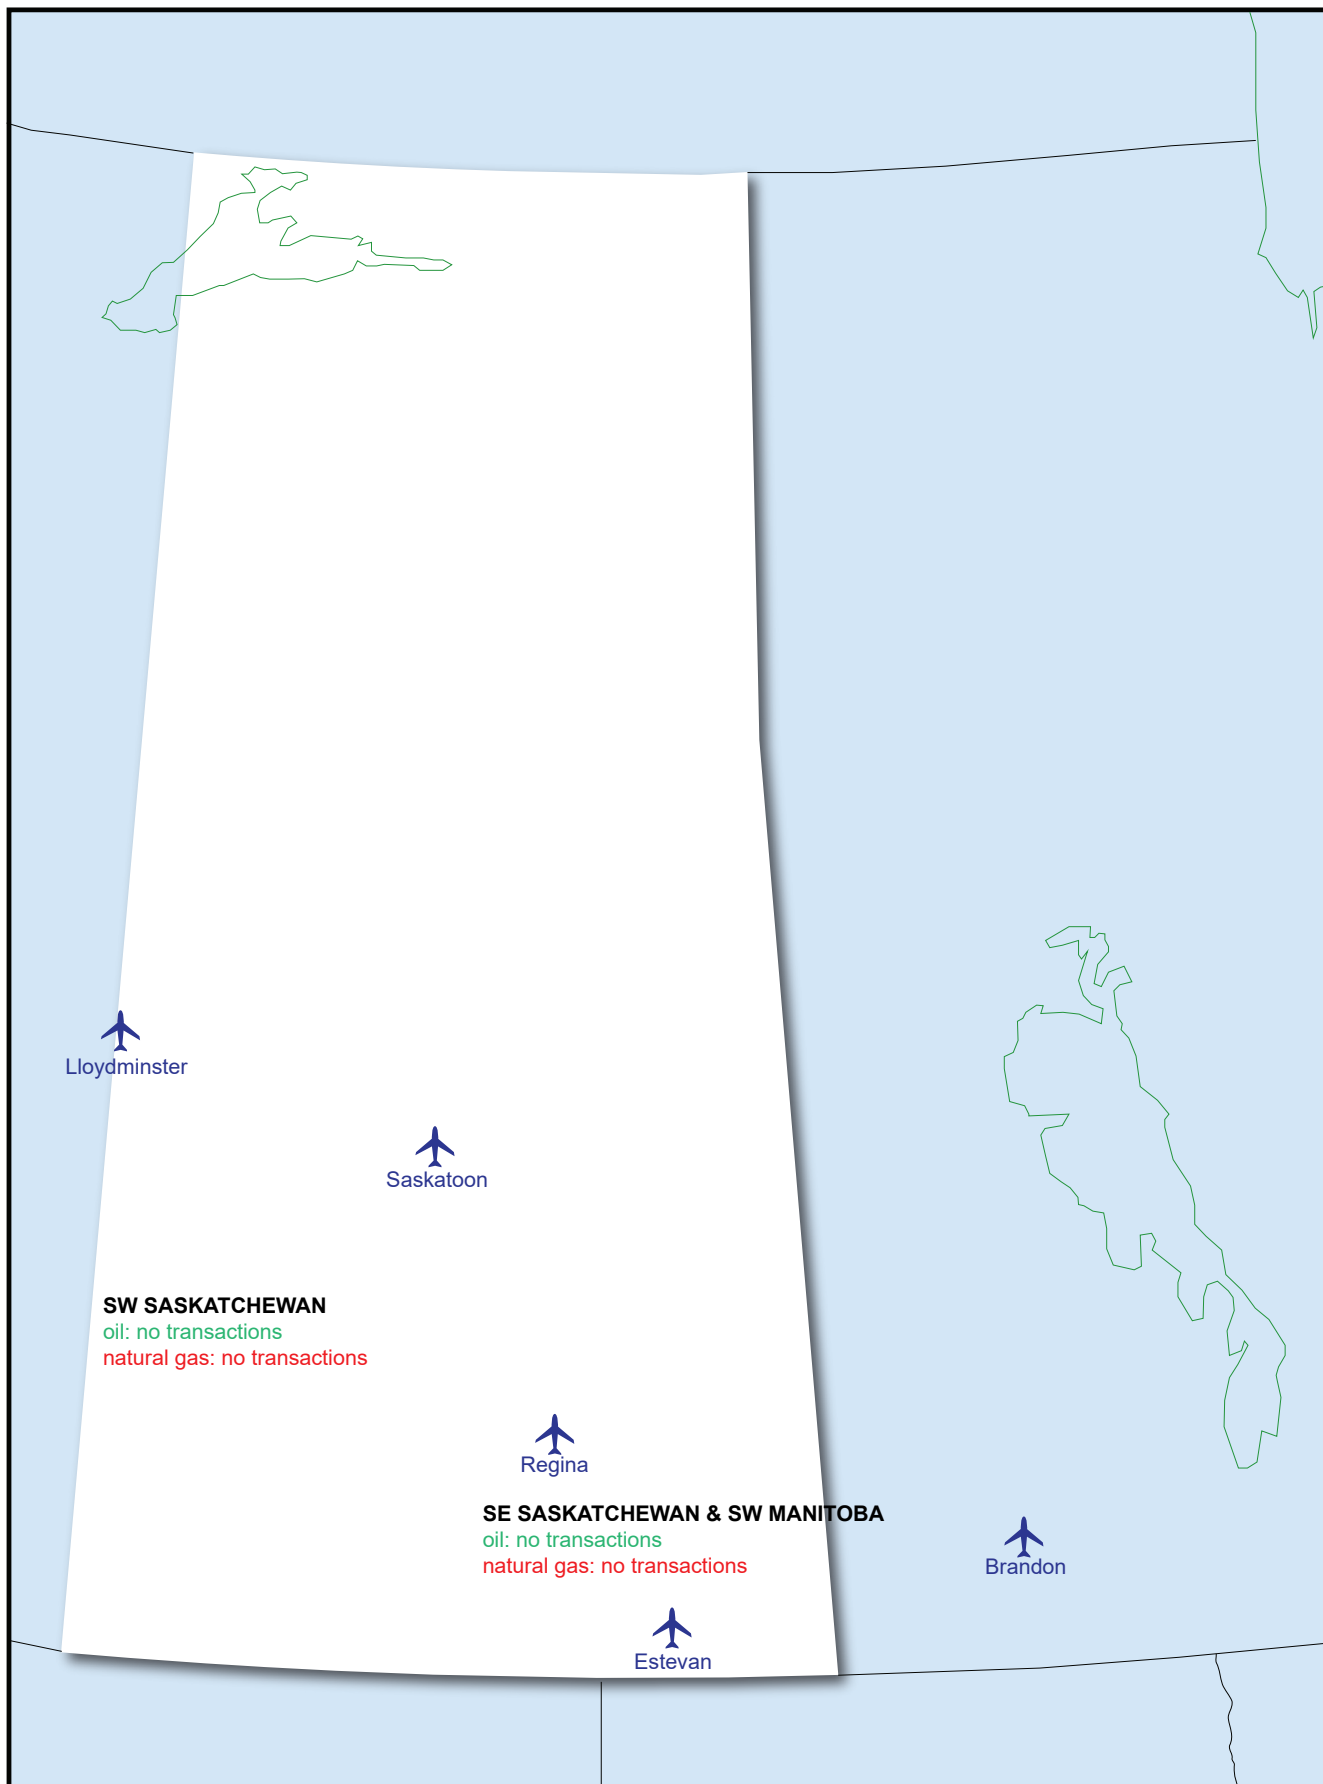 Lloydminster
Saskatoon
SW SASKATCHEWAN
oil: no transactions
natural gas: no transactions
Regina
SE SASKATCHEWAN & SW MANITOBA
oil: no transactions
natural gas: no transactions
Brandon
Estevan